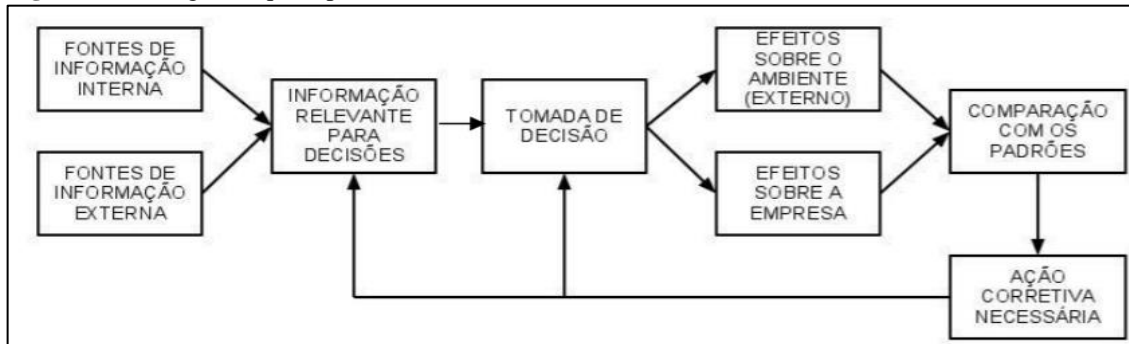 FONTES DE
INFORMAÇÃO
INTERNA
FONTES DE
INFORMAÇÃO
EXTERNA
INFORMAÇÃO
RELEVANTE
PARA
DECISÕES
TOMADA DE
DECISÃO
EFEITOS
SOBRE O
AMBIENTE
(EXTERNO)
EFEITOS
SOBRE A
EMPRESA
COMPARAÇÃO
COM OS
PADRÕES
AÇÃO
CORRETIVA
NECESSÁRIA